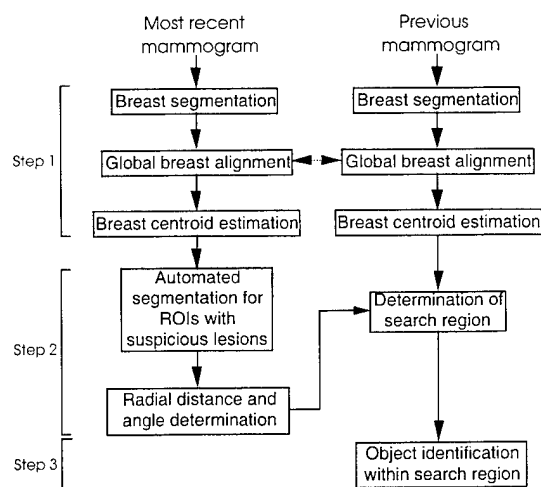 Most recent
mammogram
Previous
mammogram
Step 1
Breast segmentation
Breast segmentation
Global breast alignment
Global breast alignment
Breast centroid estimation
Breast centroid estimation
Step 2
Automated
segmentation for
ROIs with
suspicious lesions
Determination of
search region
Radial distance and
angle determination
Step 3
Object identification
within search region